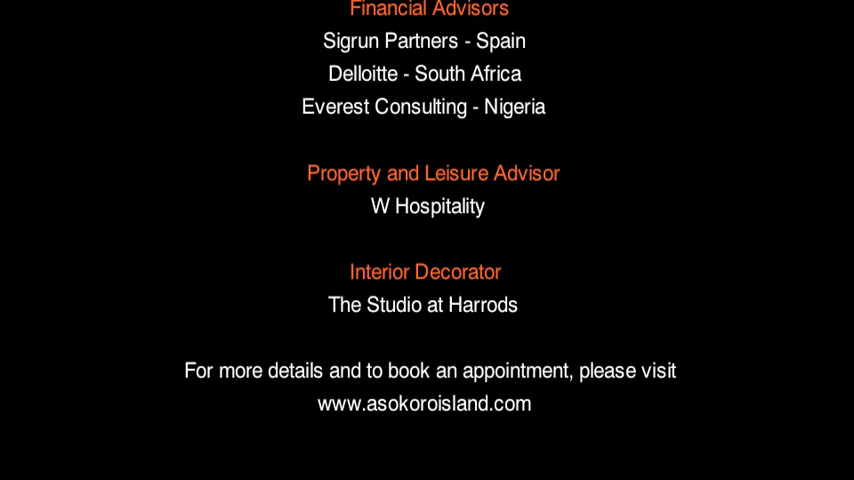 Financial Advisors
Sigrun Partners - Spain
Delloitte - South Africa
Everest Consulting - Nigeria
Property and Leisure Advisor
W Hospitality
Interior Decorator
The Studio at Harrods
For more details and to book an appointment, please visit
www.asokoroisland.com